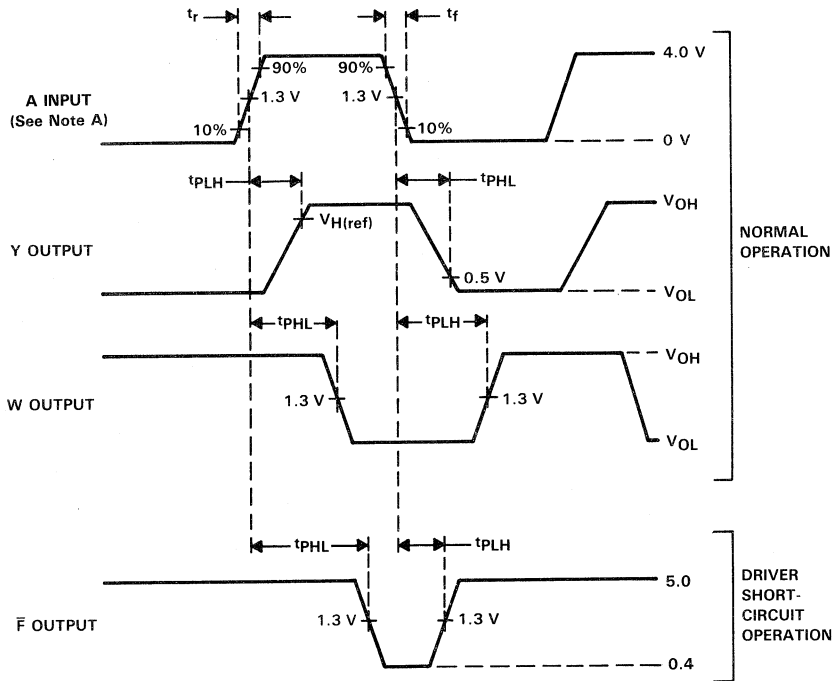 tr
tf
90%
90%
4.0 V
A INPUT
(See Note A)
1.3 V
1.3 V
10%
10%
0 V
tPLH
tPHL
VOH
VH(ref)
Y OUTPUT
0.5 V
VOL
NORMAL
OPERATION
tPHL
tPLH
VOH
W OUTPUT
1.3 V
1.3 V
VOL
tPHL
tPLH
5.0
F̅ OUTPUT
1.3 V
1.3 V
0.4
DRIVER
SHORT-
CIRCUIT
OPERATION